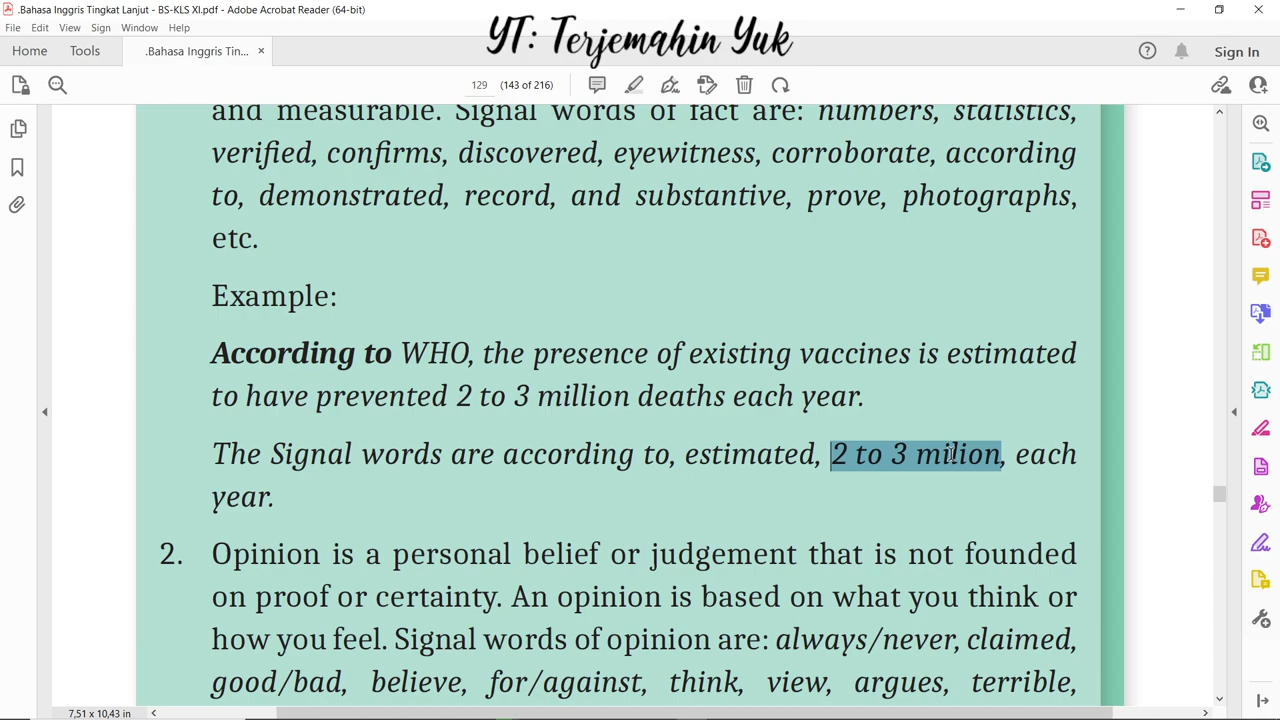 .Bahasa Inggris Tingkat Lanjut - BS-KLS XI.pdf - Adobe Acrobat Reader (64-bit)
File Edit View Sign Window Help
YT: Terjemahin Yuk
Home Tools .Bahasa Inggris Tin... × Sign In
129 (143 of 216)
and measurable. Signal words of fact are: numbers, statistics,
verified, confirms, discovered, eyewitness, corroborate, according
to, demonstrated, record, and substantive, prove, photographs,
etc.
Example:
According to WHO, the presence of existing vaccines is estimated
to have prevented 2 to 3 million deaths each year.
The Signal words are according to, estimated, 2 to 3 milion, each
year.
2. Opinion is a personal belief or judgement that is not founded
on proof or certainty. An opinion is based on what you think or
how you feel. Signal words of opinion are: always/never, claimed,
good/bad, believe, for/against, think, view, argues, terrible,
7,51 x 10,43 in